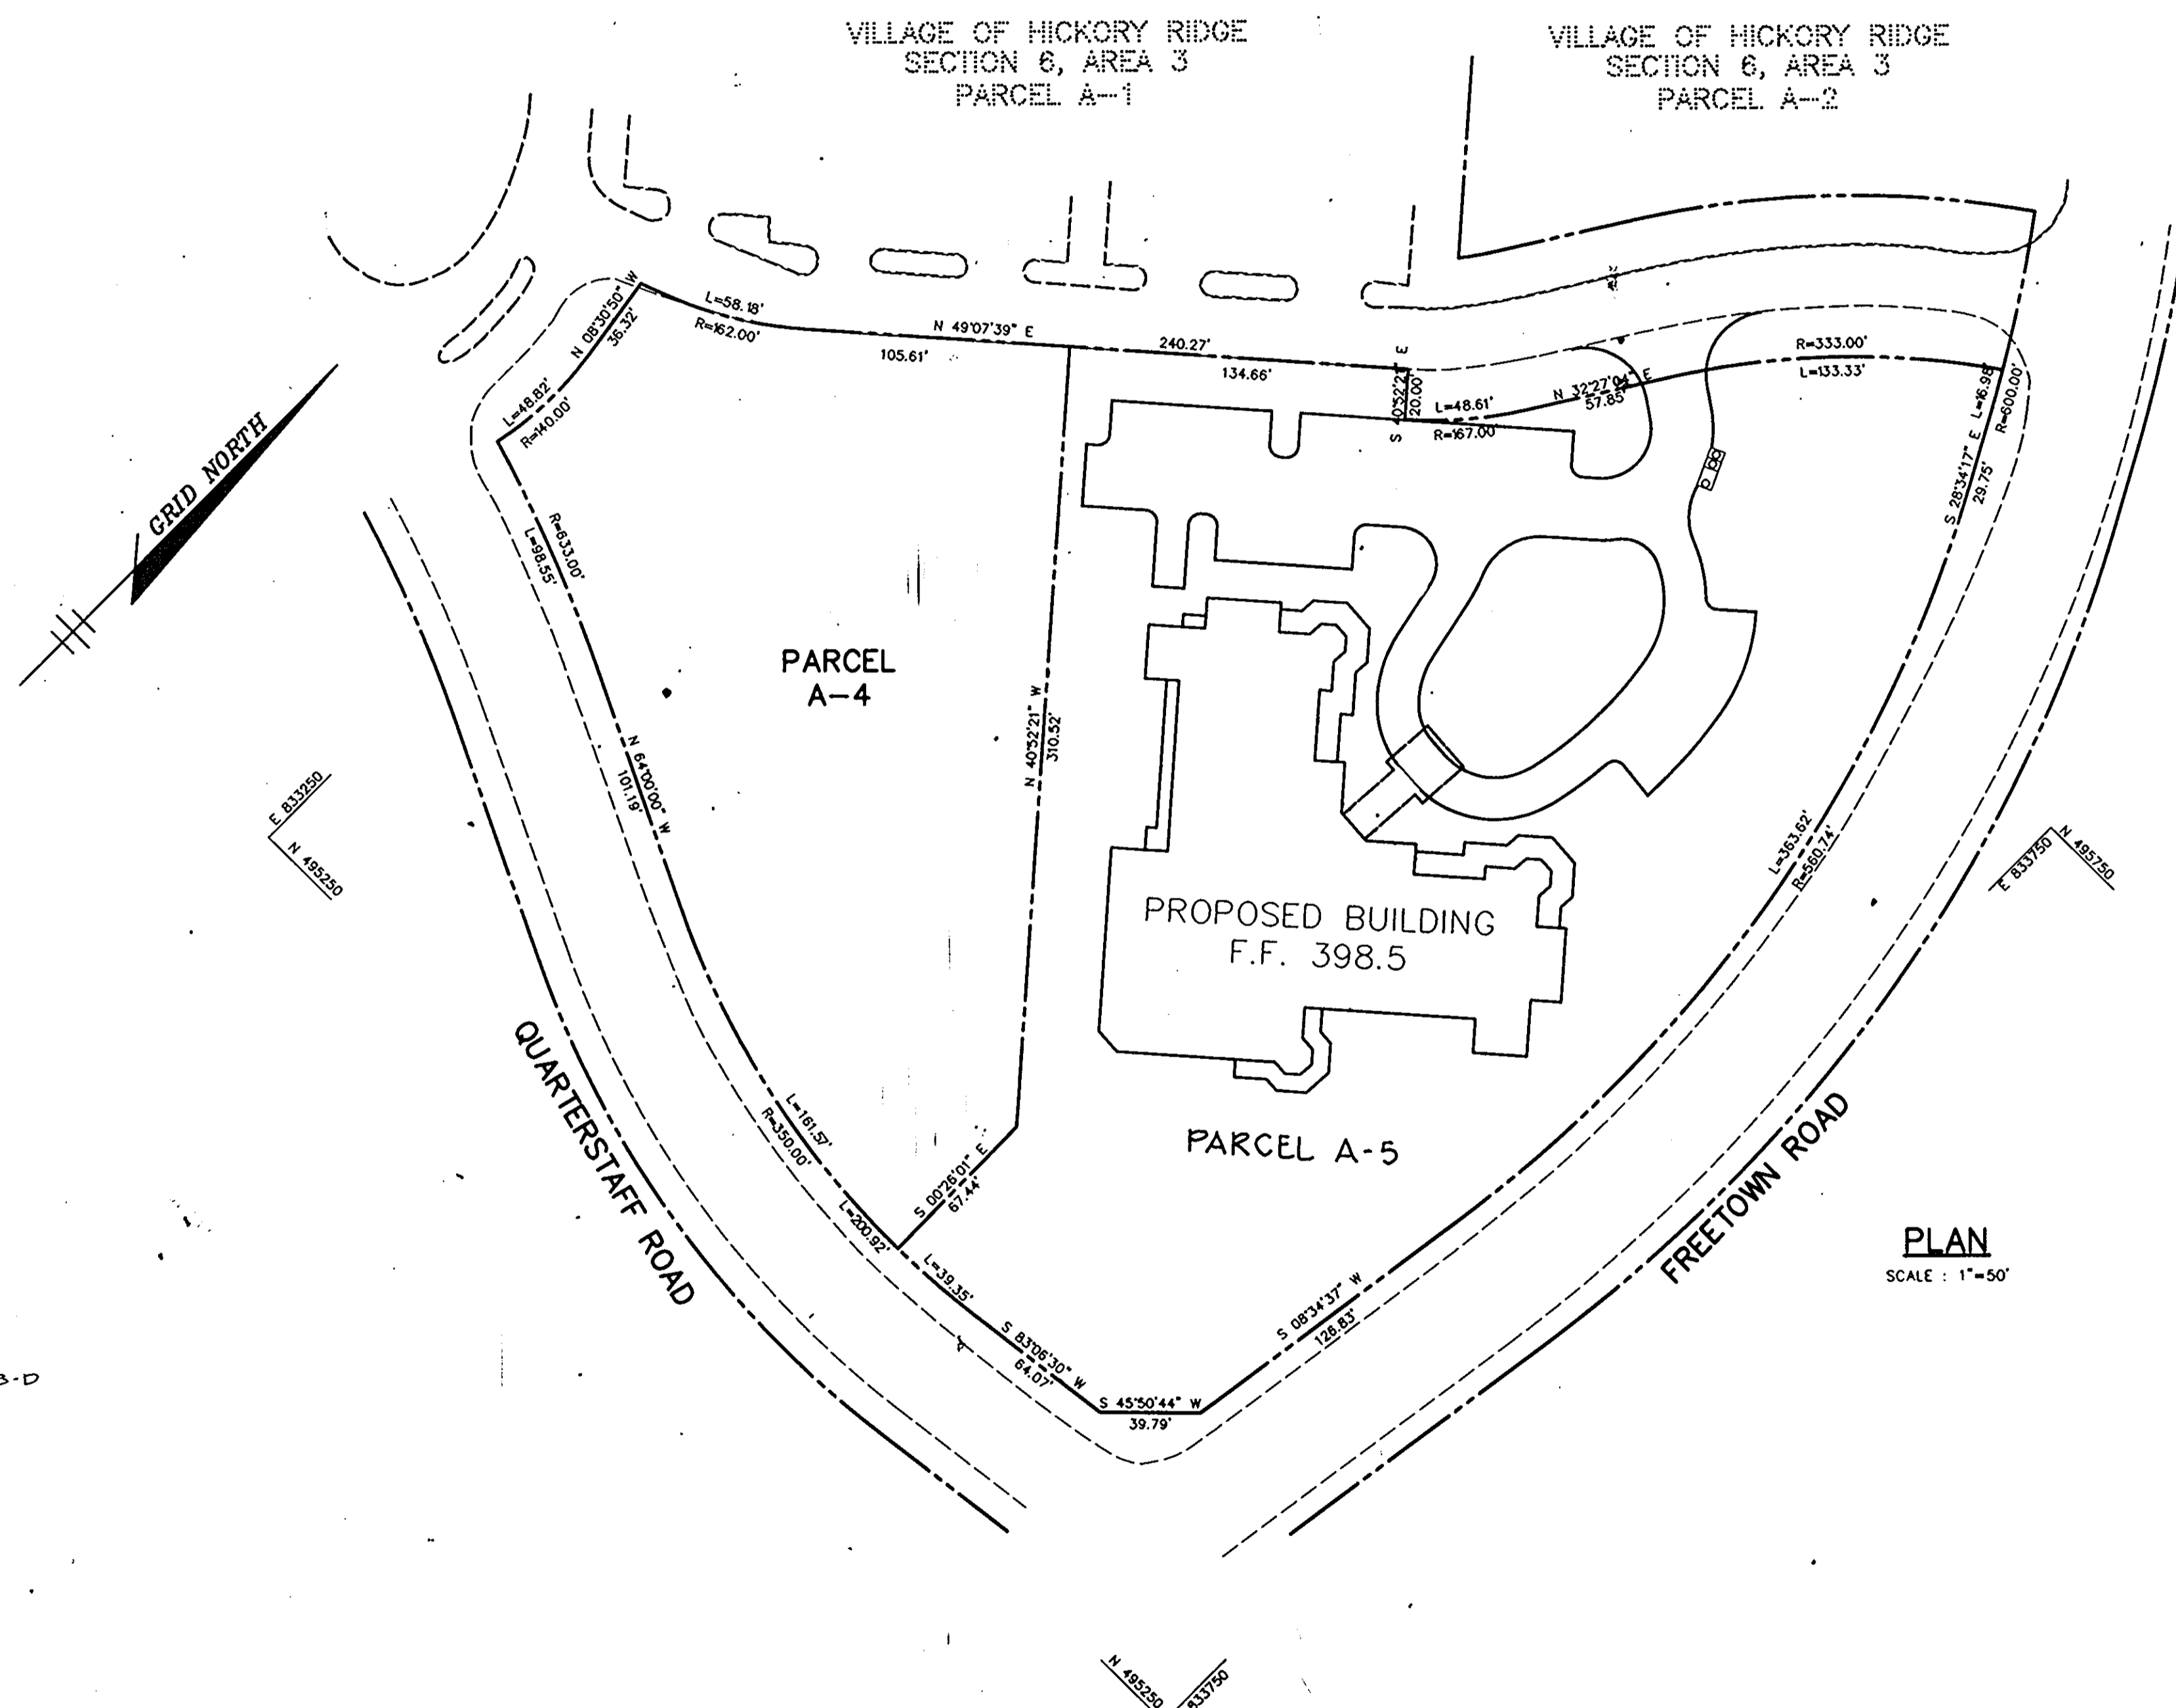 VILLAGE OF HICKORY RIDGE
SECTION 6, AREA 3
PARCEL A-1
VILLAGE OF HICKORY RIDGE
SECTION 6, AREA 3
PARCEL A-2
GRID NORTH
N 08°30'50" W
36.32'
L=58.18'
R=162.00'
N 49°07'39" E
105.61'
240.27'
134.66'
S 40°52'21" E
20.00'
L=48.61'
R=167.00'
N 32°27'04" E
57.85'
R=333.00'
L=133.33'
L=16.98'
R=600.00'
S 28°34'17" E
29.75'
L=48.82'
R=140.00'
R=633.00'
L=98.55'
PARCEL
A-4
N 40°52'21" W
310.52'
N 64°00'00" W
101.19'
E 833250
N 495250
PROPOSED BUILDING
F.F. 398.5
L=363.62'
R=560.74'
E 833750
N 495750
QUARTERSTAFF ROAD
L=161.57'
R=350.00'
L=200.92'
S 00°26'01" E
67.44'
PARCEL A-5
FREETOWN ROAD
L=39.35'
S 83°06'30" W
64.07'
S 45°50'44" W
39.79'
S 08°34'37" W
126.83'
PLAN
SCALE : 1"=50'
3-D
N 495250
833750